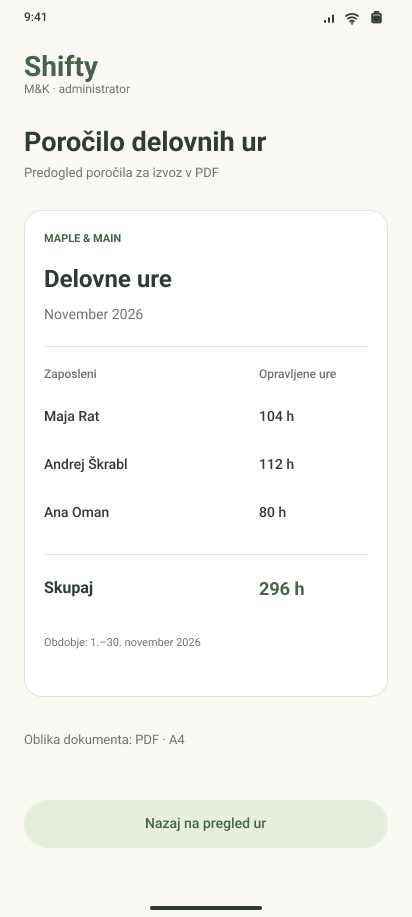 9:41
Shifty
M&K · administrator
Poročilo delovnih ur
Predogled poročila za izvoz v PDF
MAPLE & MAIN
Delovne ure
November 2026
Zaposleni Opravljene ure
Maja Rat 104 h
Andrej Škrabl 112 h
Ana Oman 80 h
Skupaj 296 h
Obdobje: 1.–30. november 2026
Oblika dokumenta: PDF · A4
Nazaj na pregled ur